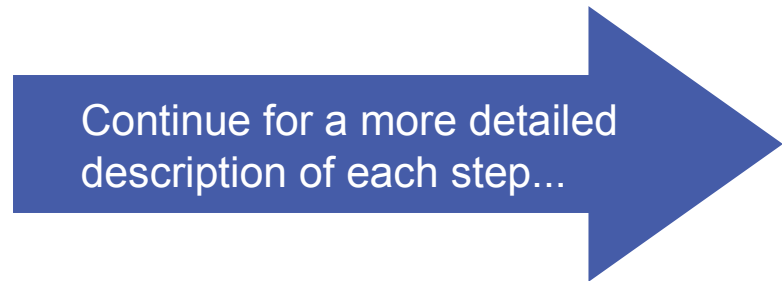 Continue for a more detailed
description of each step...